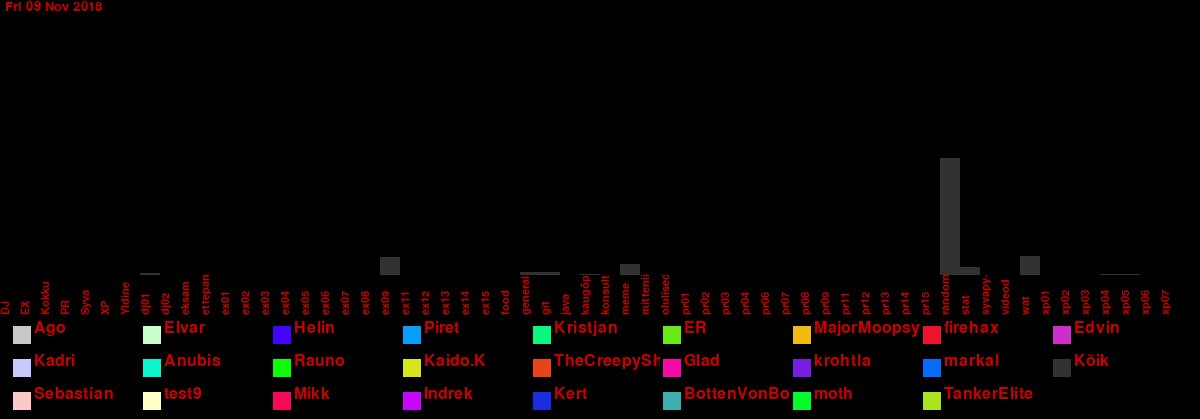 Fri 09 Nov 2018
DJ EX Kokku PR Syva XP Yldine dj01 dj02 eksam ettepan ex01 ex02 ex03 ex04 ex05 ex06 ex07 ex08 ex09 ex11 ex12 ex13 ex14 ex15 food general git java kaugõp konsult meme mittenii olulised pr01 pr02 pr03 pr04 pr06 pr07 pr08 pr09 pr11 pr12 pr13 pr14 pr15 random stat syvapy- videod wat xp01 xp02 xp03 xp04 xp05 xp06 xp07
Ago Elvar Helin Piret Kristjan ER MajorMoopsy firehax Edvin
Kadri Anubis Rauno Kaido.K TheCreepySh Glad krohtla markal Kõik
Sebastian test9 Mikk Indrek Kert BottenVonBo moth TankerElite